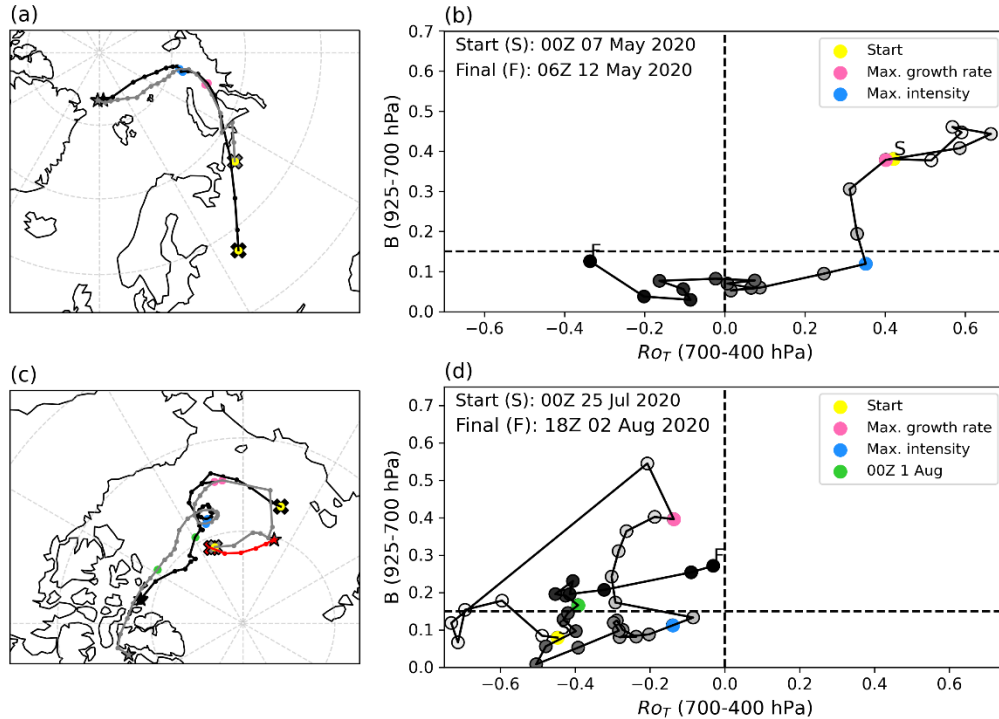 (a)
(b)
0.7
0.6
0.5
0.4
0.3
0.2
0.1
0.0
B (925-700 hPa)
Start (S): 00Z 07 May 2020
Final (F): 06Z 12 May 2020
Start
Max. growth rate
Max. intensity
S
F
−0.6
−0.4
−0.2
0.0
0.2
0.4
0.6
Ro_T (700-400 hPa)
(c)
(d)
0.7
0.6
0.5
0.4
0.3
0.2
0.1
0.0
B (925-700 hPa)
Start (S): 00Z 25 Jul 2020
Final (F): 18Z 02 Aug 2020
Start
Max. growth rate
Max. intensity
00Z 1 Aug
S
F
−0.6
−0.4
−0.2
0.0
0.2
0.4
0.6
Ro_T (700-400 hPa)